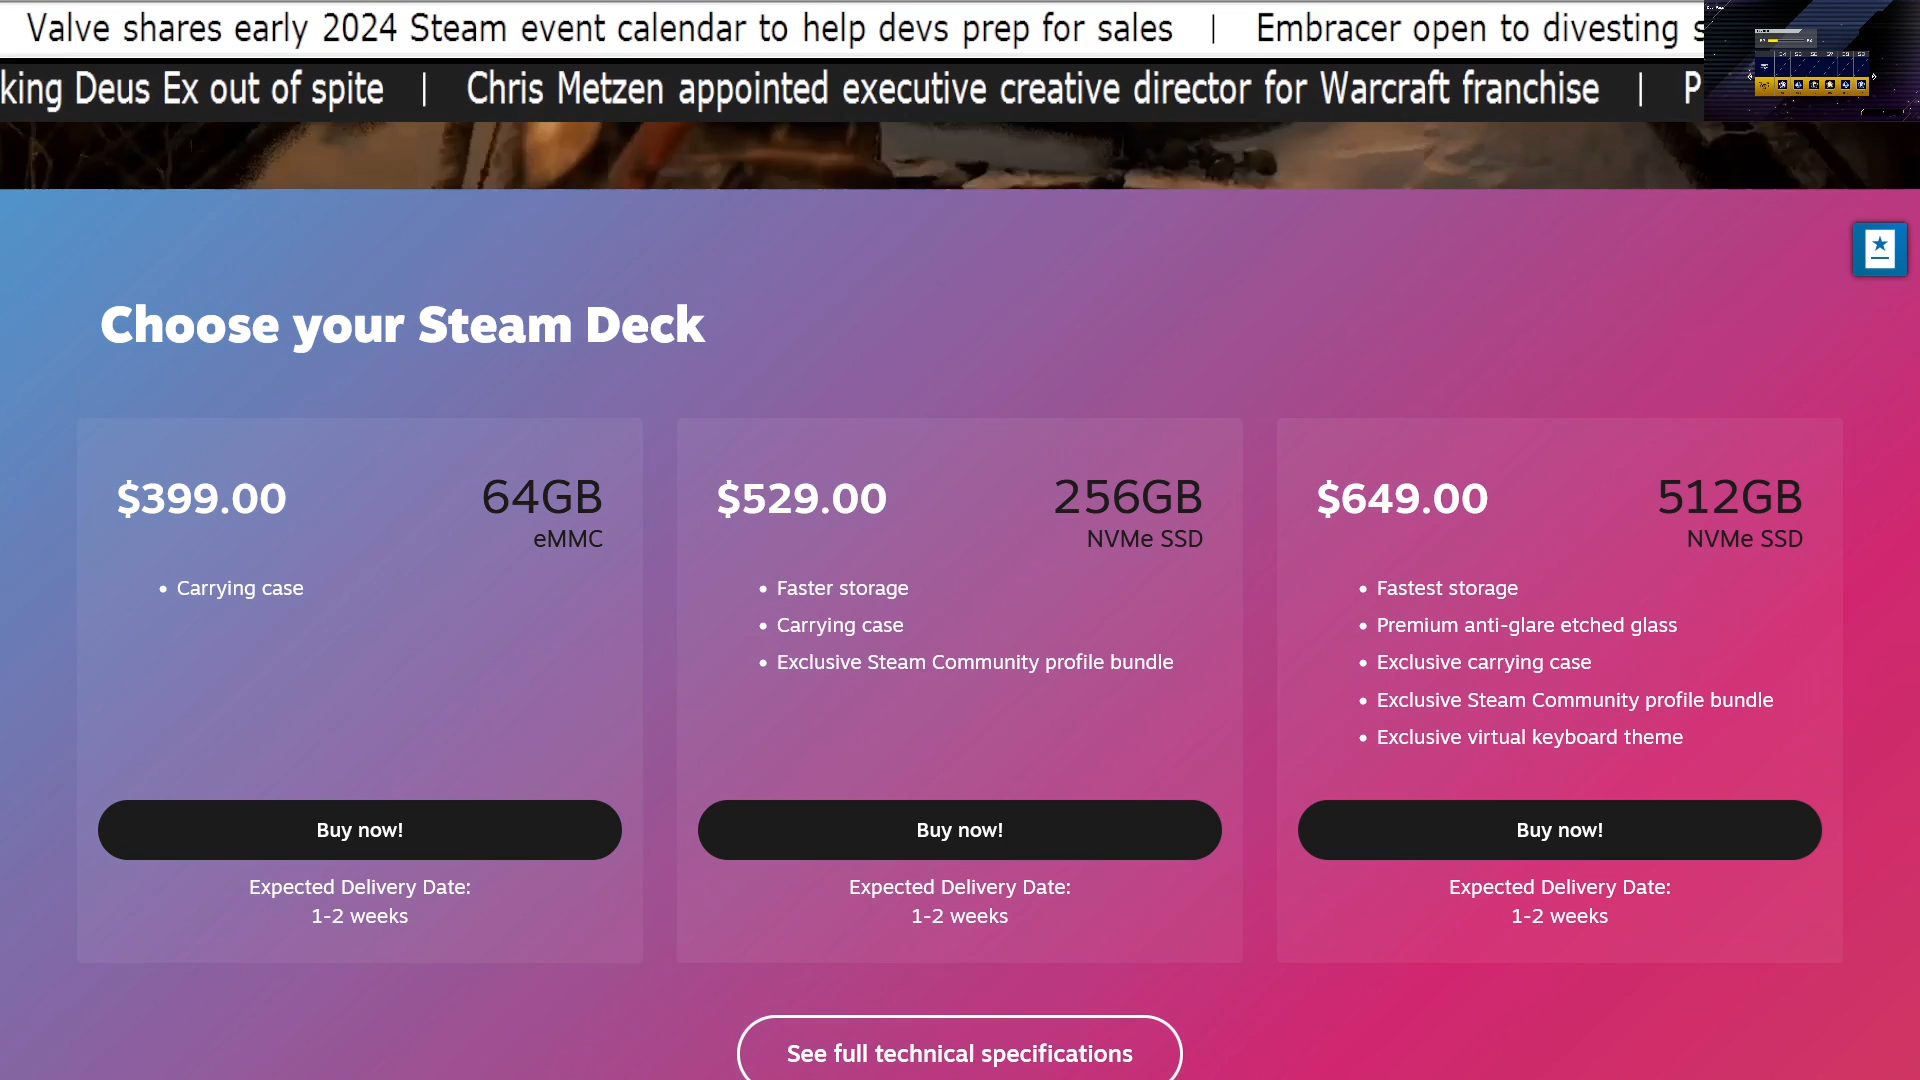 Valve shares early 2024 Steam event calendar to help devs prep for sales | Embracer open to divesting s
king Deus Ex out of spite | Chris Metzen appointed executive creative director for Warcraft franchise | P
Choose your Steam Deck
$399.00 64GB
eMMC
Carrying case
Buy now!
Expected Delivery Date:
1-2 weeks
$529.00 256GB
NVMe SSD
Faster storage
Carrying case
Exclusive Steam Community profile bundle
Buy now!
Expected Delivery Date:
1-2 weeks
$649.00 512GB
NVMe SSD
Fastest storage
Premium anti-glare etched glass
Exclusive carrying case
Exclusive Steam Community profile bundle
Exclusive virtual keyboard theme
Buy now!
Expected Delivery Date:
1-2 weeks
See full technical specifications